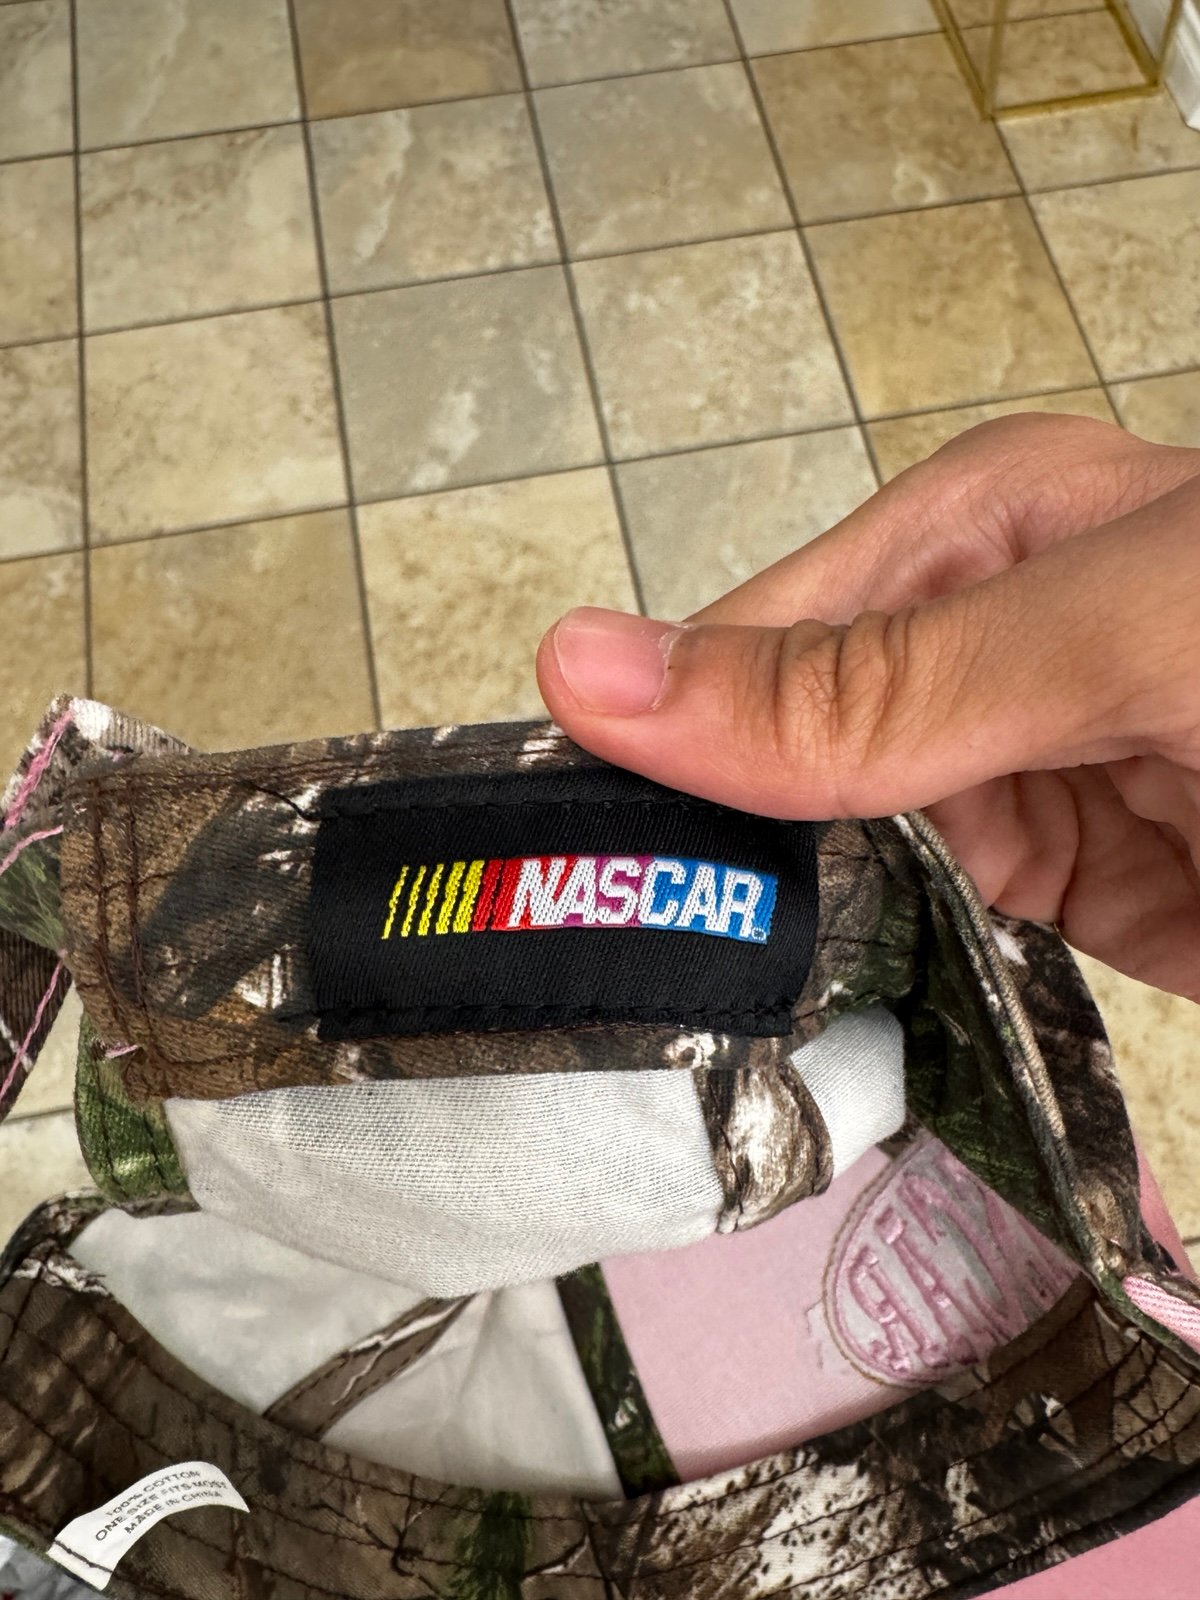 NASCAR
100% COTTON
ONE SIZE FITS MOST
MADE IN CHINA